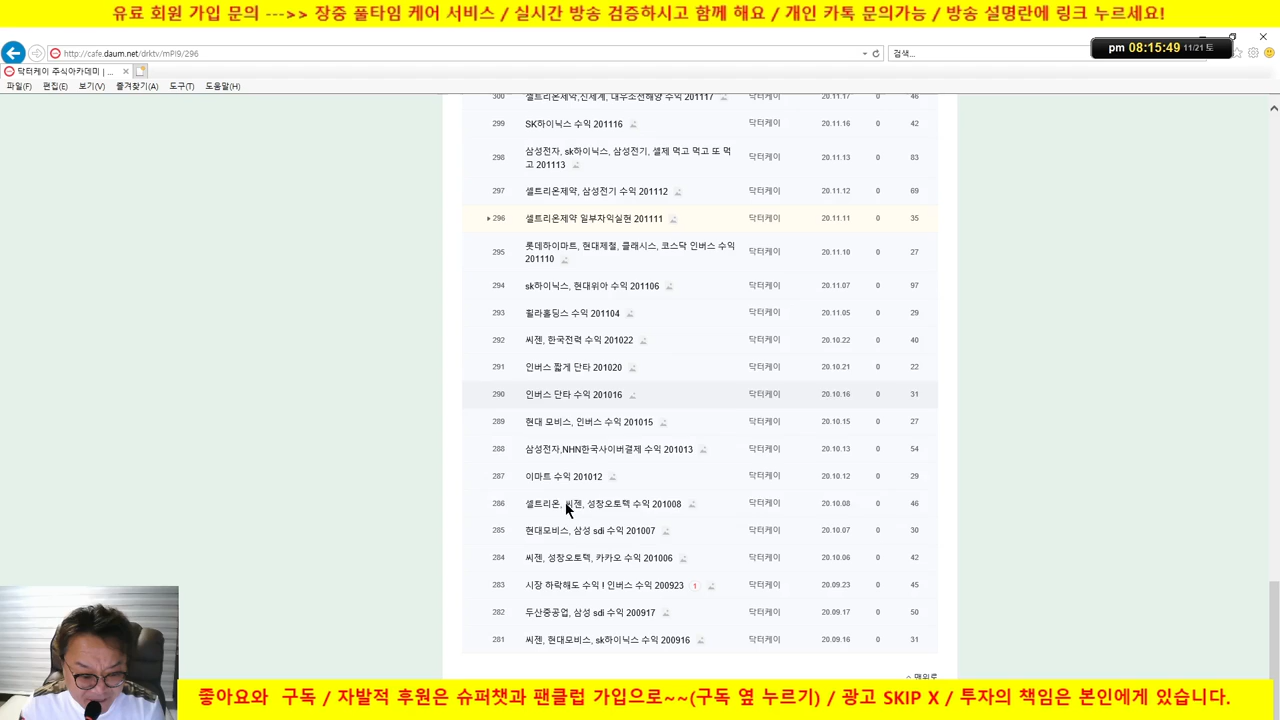 유료 회원 가입 문의 --->> 장중 풀타임 케어 서비스 / 실시간 방송 검증하시고 함께 해요 / 개인 카톡 문의가능 / 방송 설명란에 링크 누르세요!
http://cafe.daum.net/drktv/mPI9/296
검색...
pm 08:15:49 11/21 토
닥터케이 주식아카데미 | ...
파일(F) 편집(E) 보기(V) 즐겨찾기(A) 도구(T) 도움말(H)
300 셀트리온제약,신세계, 대우조선해양 수익 201117 닥터케이 20.11.17 0 46
299 SK하이닉스 수익 201116 닥터케이 20.11.16 0 42
298 삼성전자, sk하이닉스, 삼성전기, 셀제 먹고 먹고 또 먹
고 201113 닥터케이 20.11.13 0 83
297 셀트리온제약, 삼성전기 수익 201112 닥터케이 20.11.12 0 69
296 셀트리온제약 일부자익실현 201111 닥터케이 20.11.11 0 35
295 롯데하이마트, 현대제철, 클래시스, 코스닥 인버스 수익
201110 닥터케이 20.11.10 0 27
294 sk하이닉스, 현대위아 수익 201106 닥터케이 20.11.07 0 97
293 휠라홀딩스 수익 201104 닥터케이 20.11.05 0 29
292 씨젠, 한국전력 수익 201022 닥터케이 20.10.22 0 40
291 인버스 짧게 단타 201020 닥터케이 20.10.21 0 22
290 인버스 단타 수익 201016 닥터케이 20.10.16 0 31
289 현대 모비스, 인버스 수익 201015 닥터케이 20.10.15 0 27
288 삼성전자,NHN한국사이버결제 수익 201013 닥터케이 20.10.13 0 54
287 이마트 수익 201012 닥터케이 20.10.12 0 29
286 셀트리온, 씨젠, 성창오토텍 수익 201008 닥터케이 20.10.08 0 46
285 현대모비스, 삼성 sdi 수익 201007 닥터케이 20.10.07 0 30
284 씨젠, 성창오토텍, 카카오 수익 201006 닥터케이 20.10.06 0 42
283 시장 하락해도 수익 ! 인버스 수익 200923 1 닥터케이 20.09.23 0 45
282 두산중공업, 삼성 sdi 수익 200917 닥터케이 20.09.17 0 50
281 씨젠, 현대모비스, sk하이닉스 수익 200916 닥터케이 20.09.16 0 31
맨위로
좋아요와 구독 / 자발적 후원은 슈퍼챗과 팬클럽 가입으로~~(구독 옆 누르기) / 광고 SKIP X / 투자의 책임은 본인에게 있습니다.